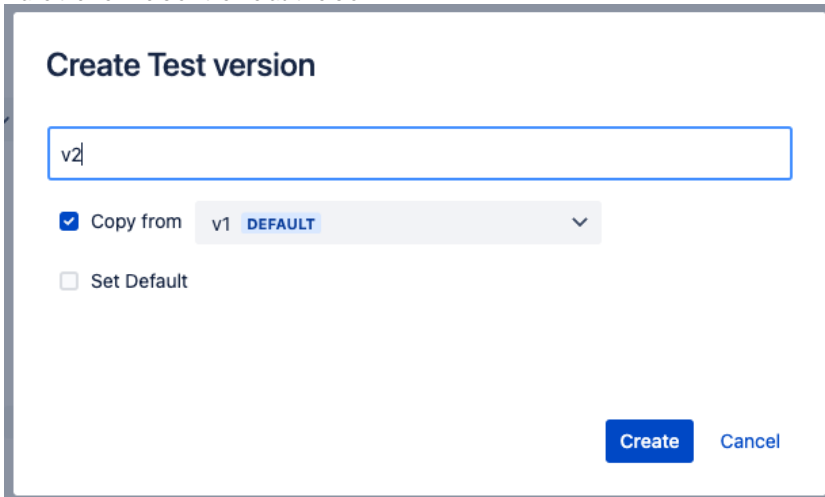 Create Test version
v2
Copy from v1 DEFAULT
Set Default
Create Cancel